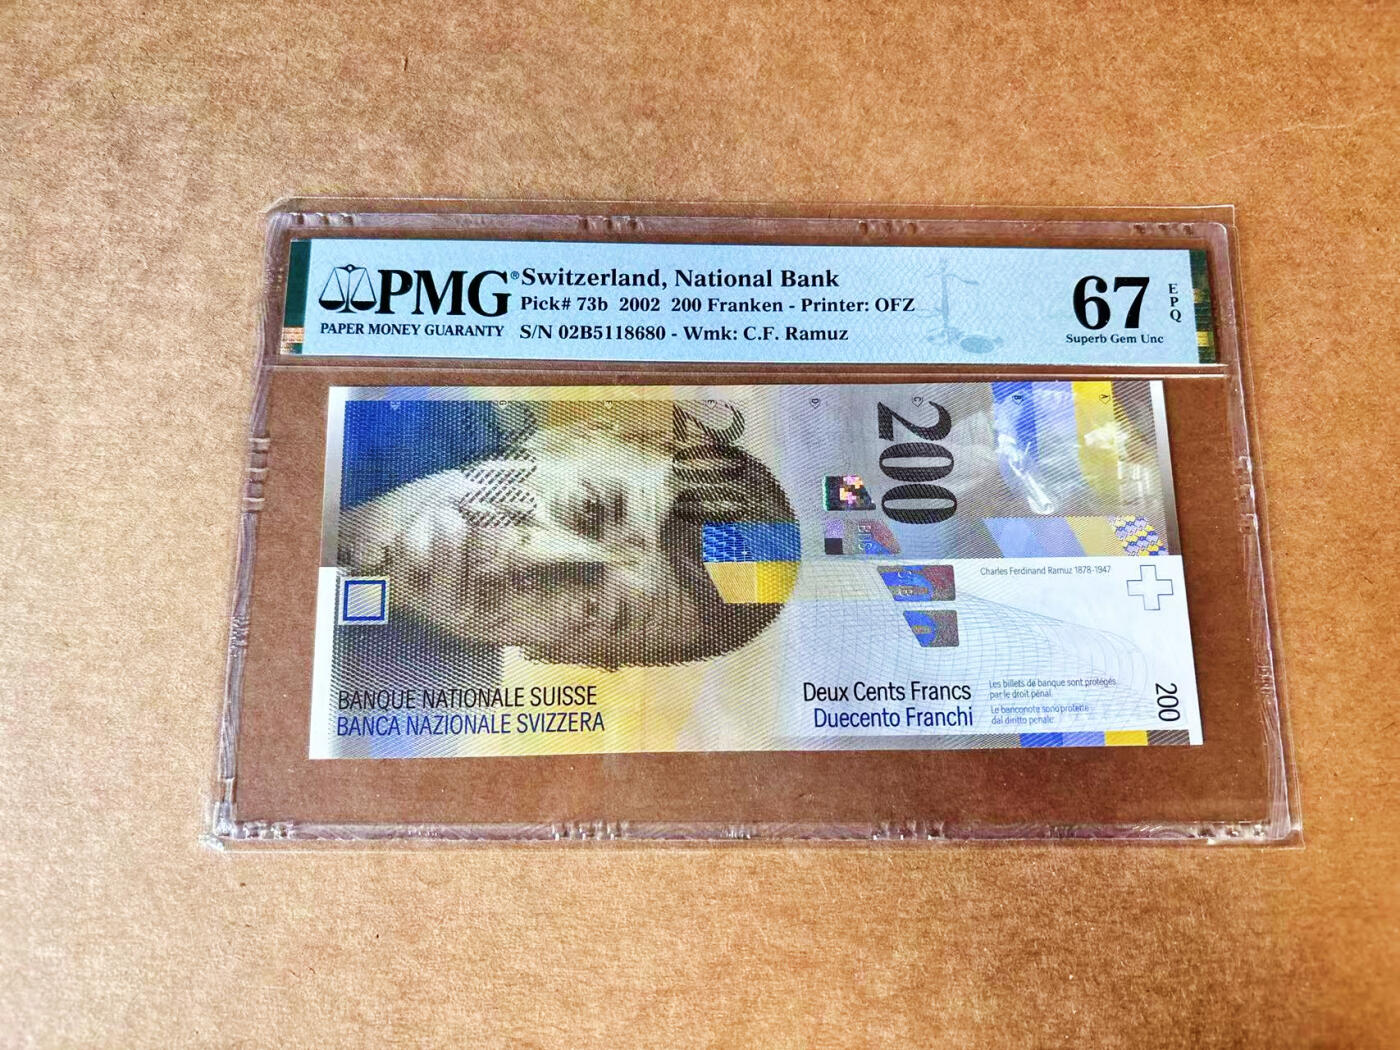 PMG®
PAPER MONEY GUARANTY
Switzerland, National Bank
Pick# 73b 2002 200 Franken - Printer: OFZ
S/N 02B5118680 - Wmk: C.F. Ramuz
67
EPQ
Superb Gem Unc
200
200
Charles Ferdinand Ramuz 1878-1947
BANQUE NATIONALE SUISSE
BANCA NAZIONALE SVIZZERA
Deux Cents Francs
Duecento Franchi
Les billets de banque sont protégés
par le droit pénal.
Le banconote sono protette
dal diritto penale.
200